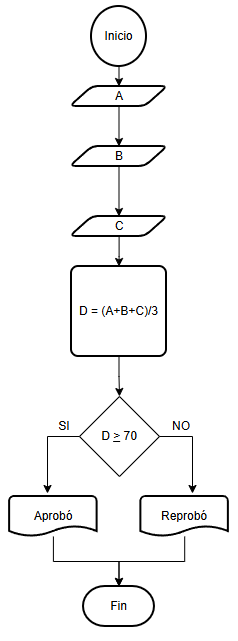 Inicio
A
B
C
D = (A+B+C)/3
D > 70
SI
NO
Aprobó
Reprobó
Fin